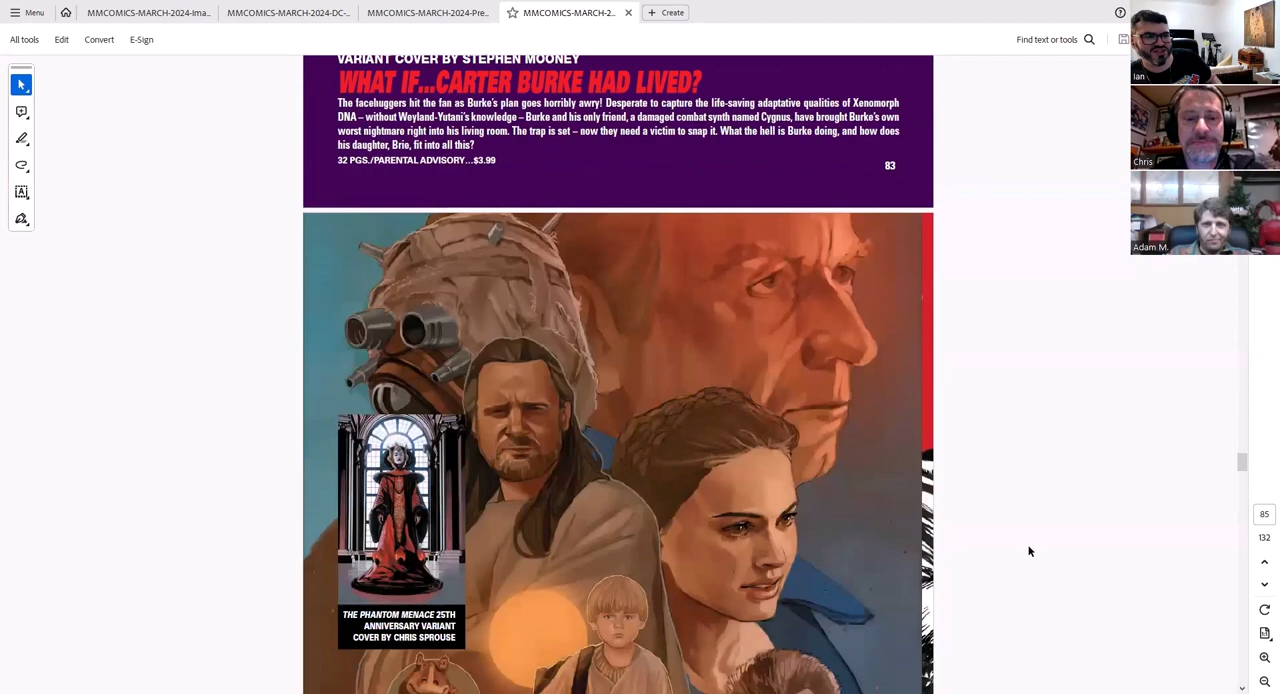 Menu
MMCOMICS-MARCH-2024-Ima...
MMCOMICS-MARCH-2024-DC-...
MMCOMICS-MARCH-2024-Pre...
MMCOMICS-MARCH-2...
Create
All tools
Edit
Convert
E-Sign
Find text or tools
VARIANT COVER BY STEPHEN MOONEY
WHAT IF...CARTER BURKE HAD LIVED?
The facehuggers hit the fan as Burke's plan goes horribly awry! Desperate to capture the life-saving adaptative qualities of Xenomorph
DNA – without Weyland-Yutani's knowledge – Burke and his only friend, a damaged combat synth named Cygnus, have brought Burke's own
worst nightmare right into his living room. The trap is set – now they need a victim to snap it. What the hell is Burke doing, and how does
his daughter, Brie, fit into all this?
32 PGS./PARENTAL ADVISORY...$3.99
83
THE PHANTOM MENACE 25TH
ANNIVERSARY VARIANT
COVER BY CHRIS SPROUSE
Ian
Chris
Adam M.
85
132